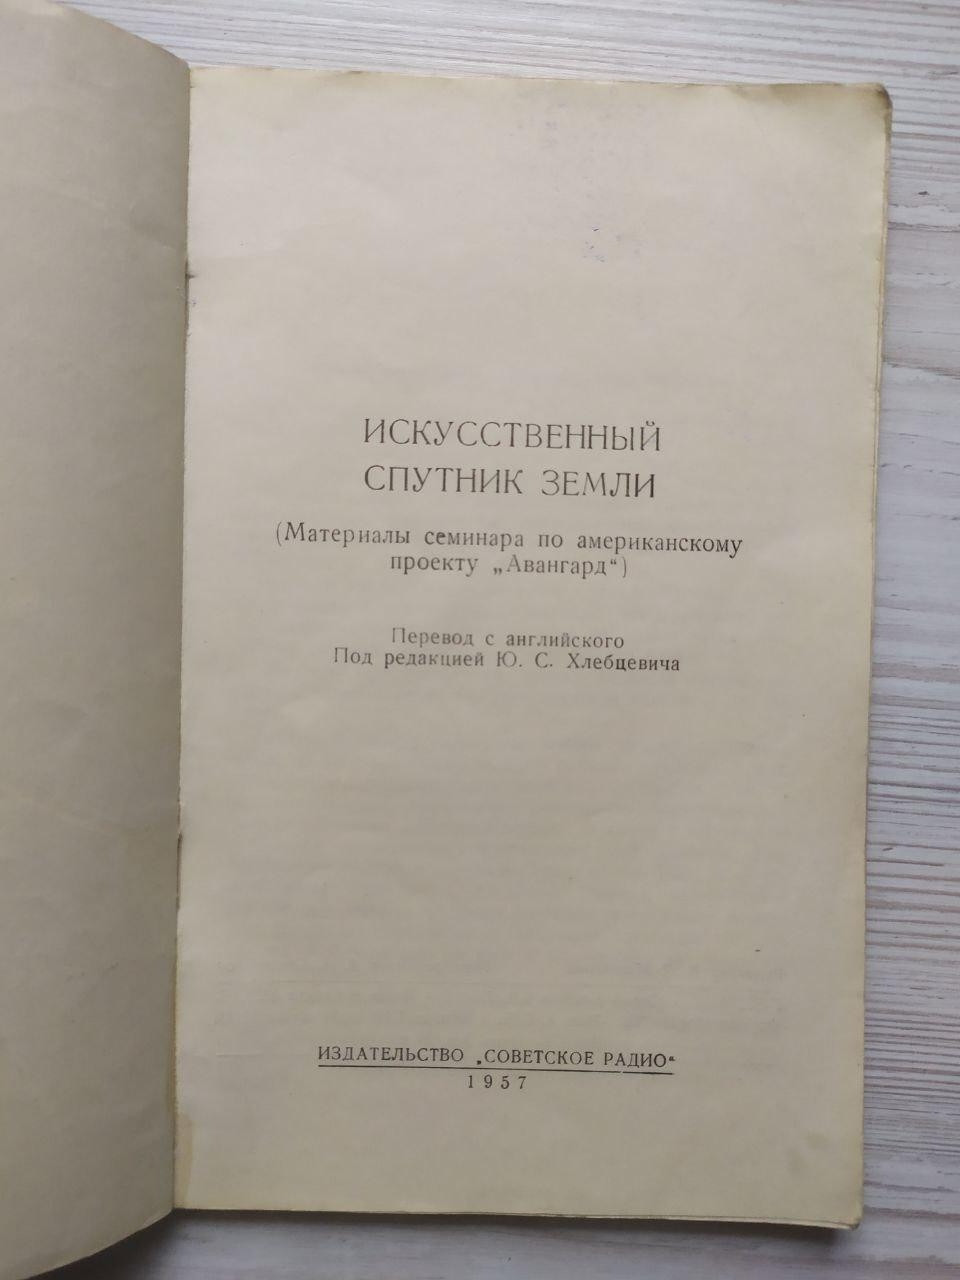 ИСКУССТВЕННЫЙ
СПУТНИК ЗЕМЛИ
(Материалы семинара по американскому
проекту „Авангард“)
Перевод с английского
Под редакцией Ю. С. Хлебцевича
ИЗДАТЕЛЬСТВО „СОВЕТСКОЕ РАДИО“
1957